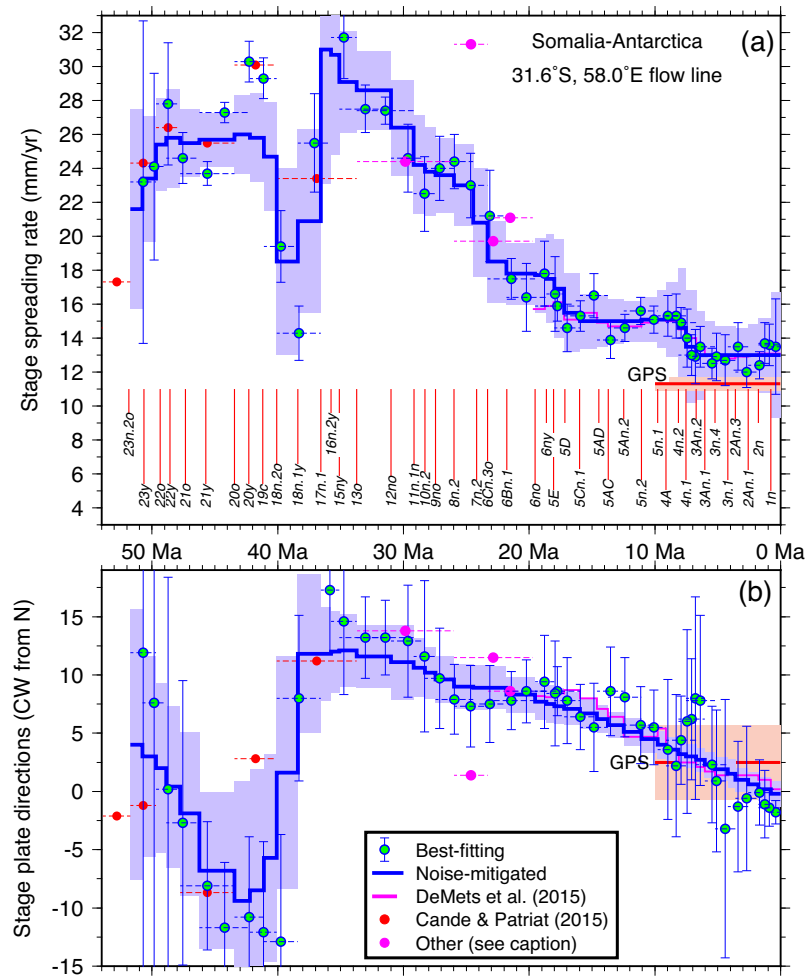 32
30
28
26
24
22
20
18
16
14
12
10
8
6
4
Stage spreading rate (mm/yr)
Somalia-Antarctica
31.6°S, 58.0°E flow line
(a)
GPS
23n.2o
23y
22o
22y
21o
21y
20o
20y
19c
18n.2o
18n.1y
17n.1
16n.2y
15ny
13o
12no
11n.1n
10n.2
9no
8n.2
7n.2
6Cn.3o
6Bn.1
6no
6ny
5E
5D
5Cn.1
5AD
5AC
5An.2
5n.2
5n.1
4A
4n.2
4n.1
3An.2
3An.1
3n.4
3n.1
2An.3
2An.1
2n
1n
50 Ma
40 Ma
30 Ma
20 Ma
10 Ma
0 Ma
15
10
5
0
-5
-10
-15
Stage plate directions (CW from N)
(b)
GPS
Best-fitting
Noise-mitigated
DeMets et al. (2015)
Cande & Patriat (2015)
Other (see caption)